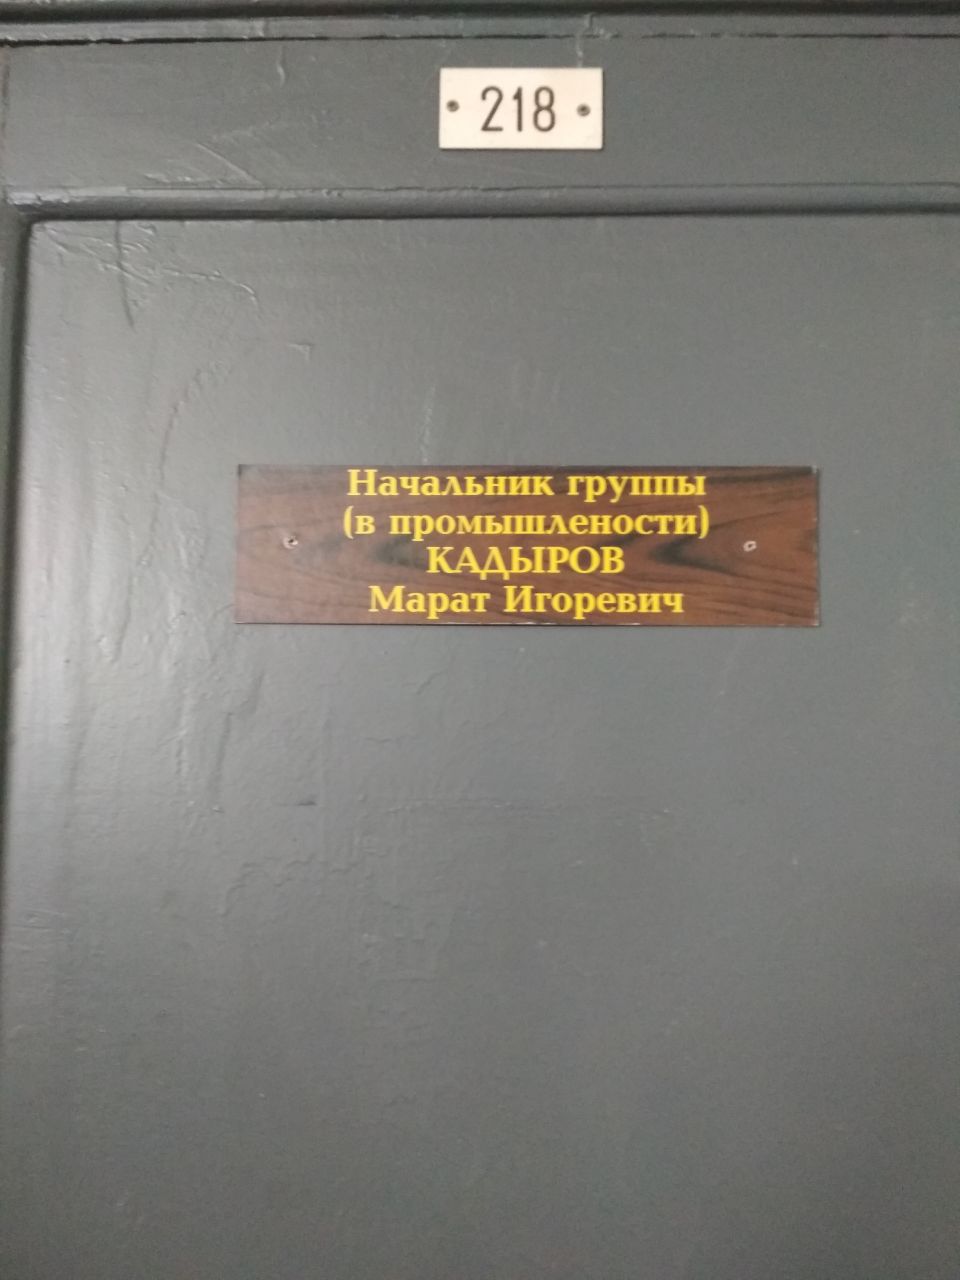 218
Начальник группы
(в промышлености)
КАДЫРОВ
Марат Игоревич